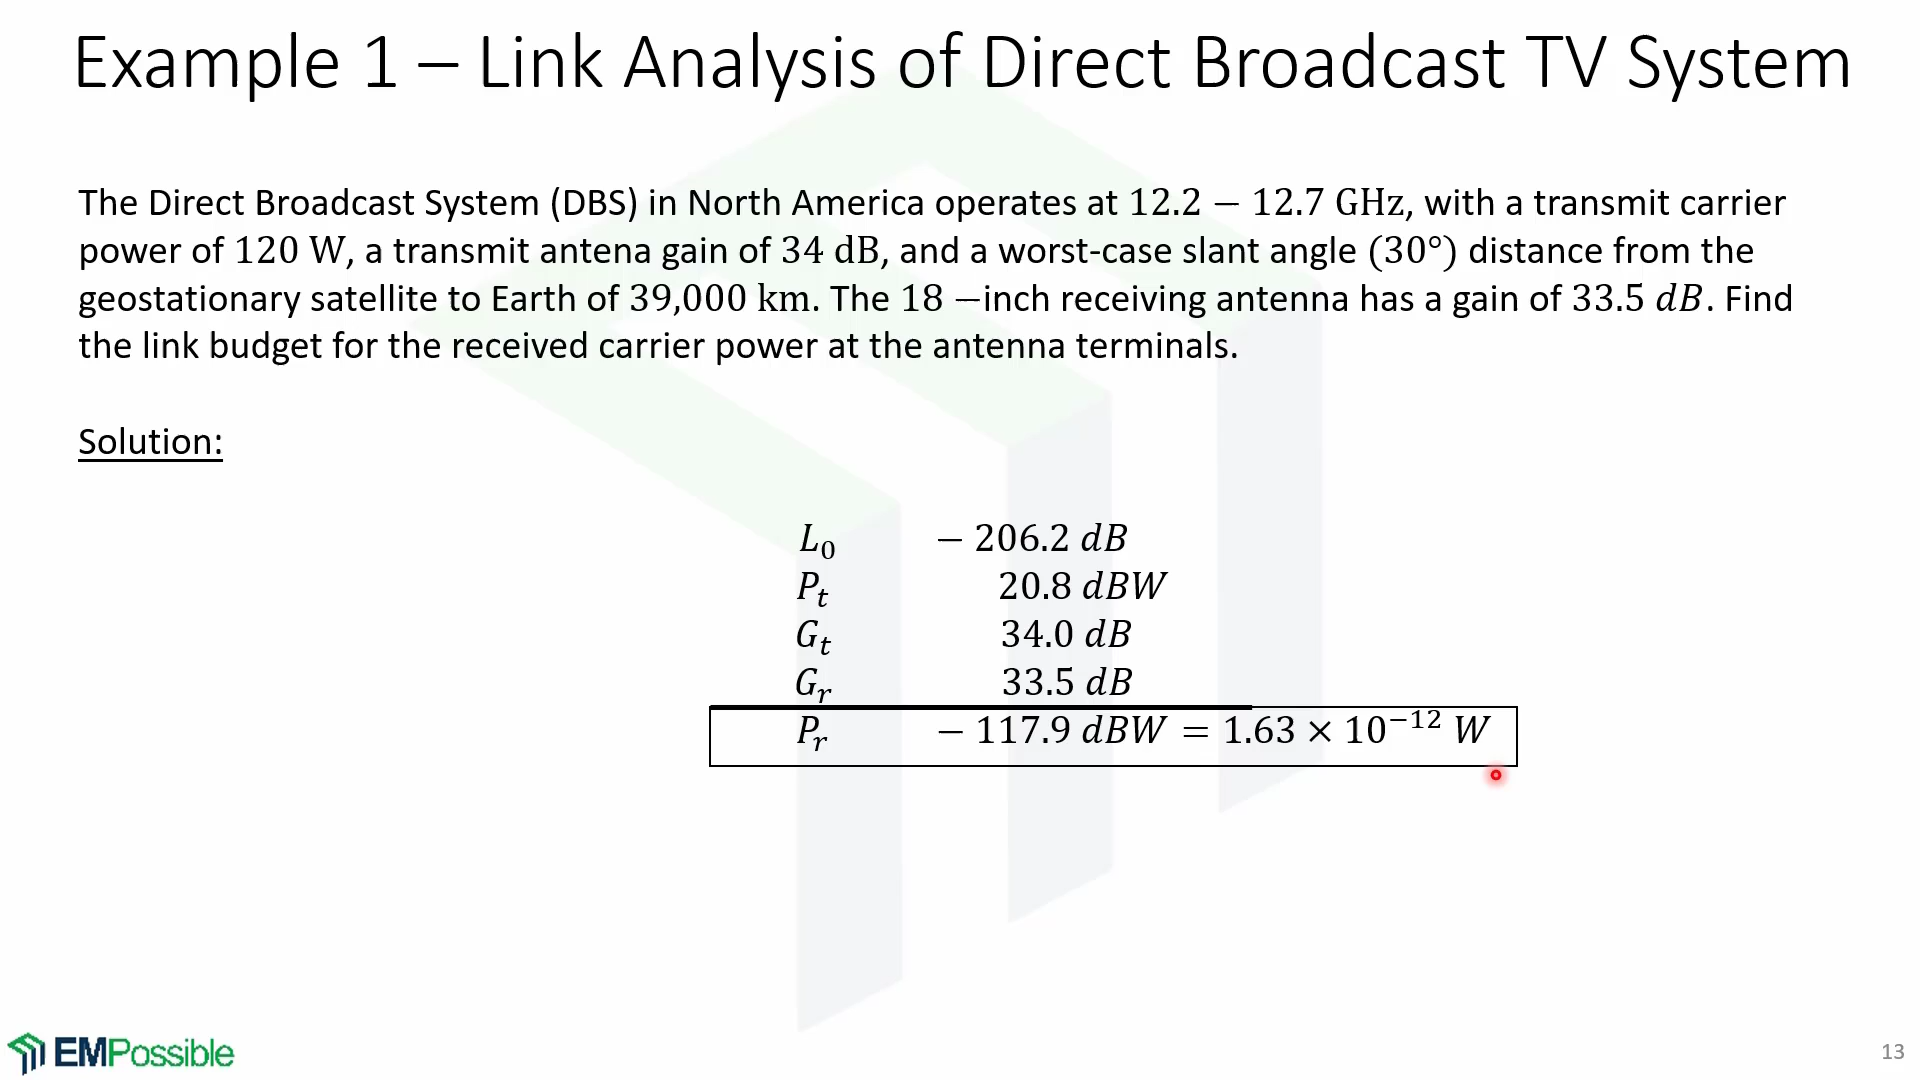 Example 1 – Link Analysis of Direct Broadcast TV System
The Direct Broadcast System (DBS) in North America operates at 12.2 − 12.7 GHz, with a transmit carrier
power of 120 W, a transmit antena gain of 34 dB, and a worst-case slant angle (30°) distance from the
geostationary satellite to Earth of 39,000 km. The 18 −inch receiving antenna has a gain of 33.5 dB. Find
the link budget for the received carrier power at the antenna terminals.
Solution:
L₀ − 206.2 dB
Pₜ 20.8 dBW
Gₜ 34.0 dB
Gᵣ 33.5 dB
Pᵣ − 117.9 dBW = 1.63 × 10⁻¹² W
EMPossible
13